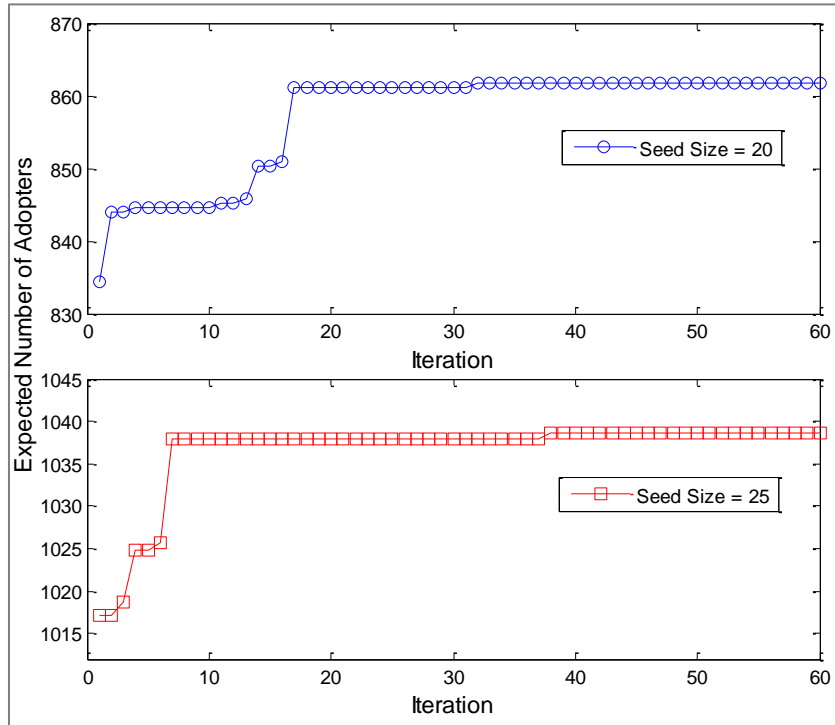 870
860
850
840
830
0 10 20 30 40 50 60
Seed Size = 20
Iteration
Expected Number of Adopters
1045
1040
1035
1030
1025
1020
1015
0 10 20 30 40 50 60
Seed Size = 25
Iteration